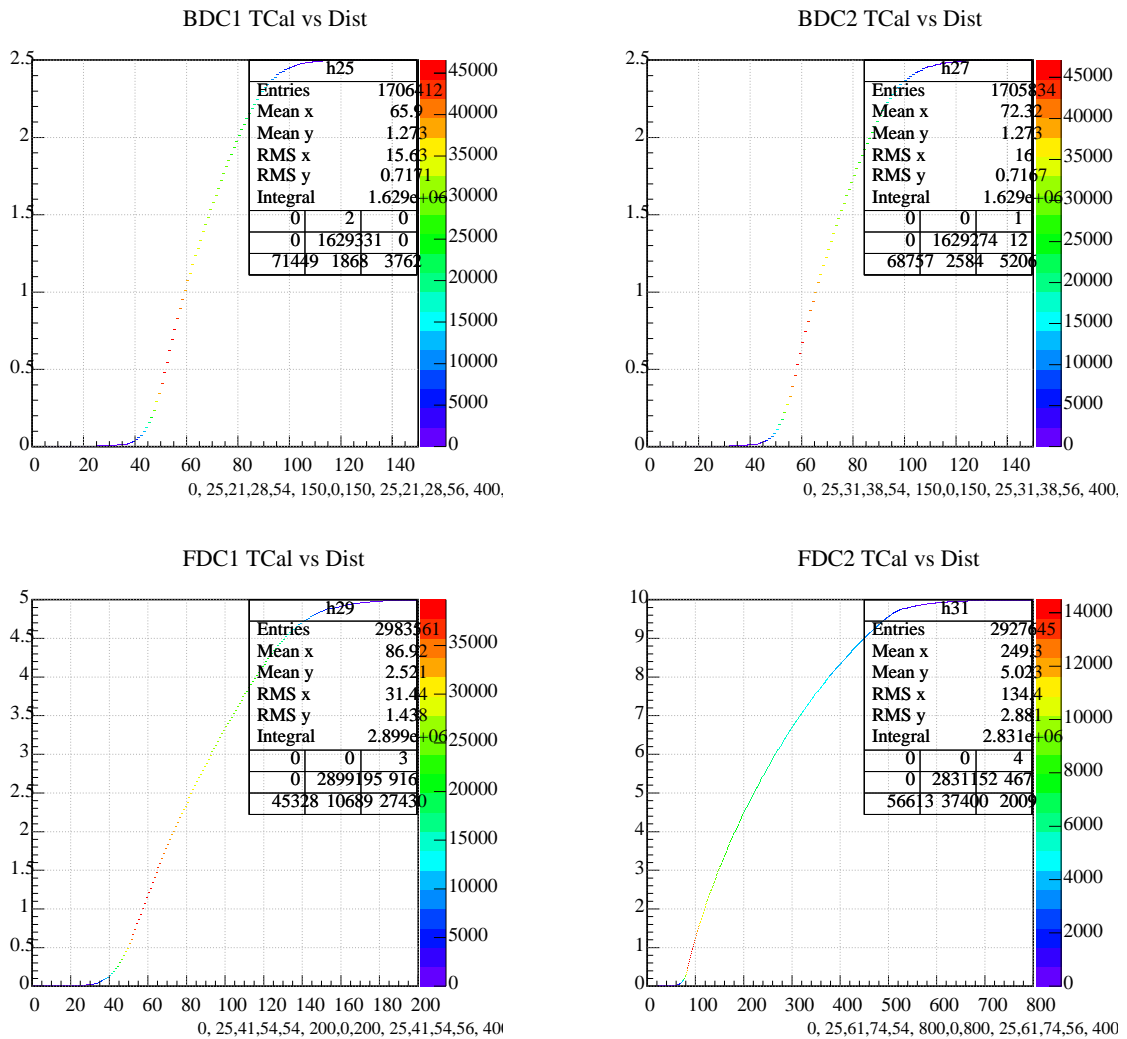 BDC1 TCal vs Dist
h25
Entries 1706412
Mean x 65.9
Mean y 1.273
RMS x 15.63
RMS y 0.7171
Integral 1.629e+06
0 2 0
0 1629331 0
71449 1868 3762
2.5
2
1.5
1
0.5
0
0 20 40 60 80 100 120 140
45000
40000
35000
30000
25000
20000
15000
10000
5000
0
0, 25,21,28,54, 150,0,150, 25,21,28,56, 400,
BDC2 TCal vs Dist
h27
Entries 1705834
Mean x 72.32
Mean y 1.273
RMS x 16
RMS y 0.7167
Integral 1.629e+06
0 0 1
0 1629274 12
68757 2584 5206
2.5
2
1.5
1
0.5
0
0 20 40 60 80 100 120 140
45000
40000
35000
30000
25000
20000
15000
10000
5000
0
0, 25,31,38,54, 150,0,150, 25,31,38,56, 400,
FDC1 TCal vs Dist
h29
Entries 2983561
Mean x 86.92
Mean y 2.521
RMS x 31.44
RMS y 1.438
Integral 2.899e+06
0 0 3
0 2899195 916
45328 10689 27430
5
4.5
4
3.5
3
2.5
2
1.5
1
0.5
0
0 20 40 60 80 100 120 140 160 180 200
35000
30000
25000
20000
15000
10000
5000
0
0, 25,41,54,54, 200,0,200, 25,41,54,56, 400
FDC2 TCal vs Dist
h31
Entries 2927645
Mean x 249.3
Mean y 5.023
RMS x 134.4
RMS y 2.881
Integral 2.831e+06
0 0 4
0 2831152 467
56613 37400 2009
10
9
8
7
6
5
4
3
2
1
0
0 100 200 300 400 500 600 700 800
14000
12000
10000
8000
6000
4000
2000
0
0, 25,61,74,54, 800,0,800, 25,61,74,56, 400